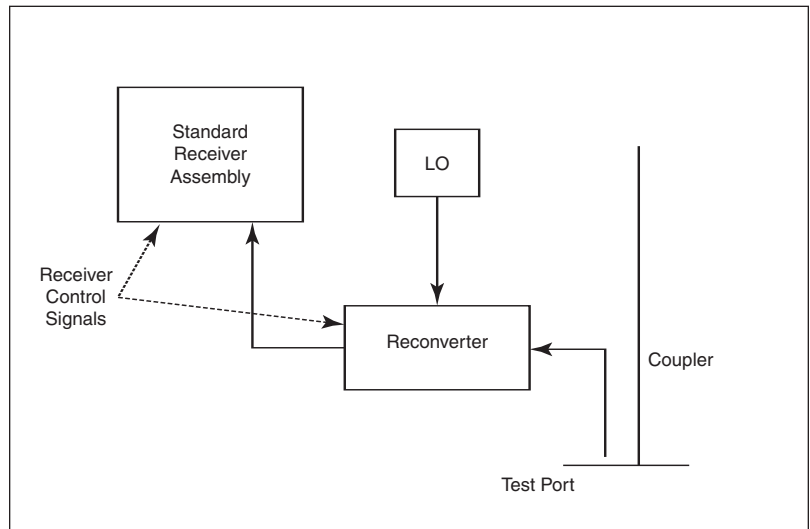 Standard
Receiver
Assembly
LO
Receiver
Control
Signals
Reconverter
Coupler
Test Port